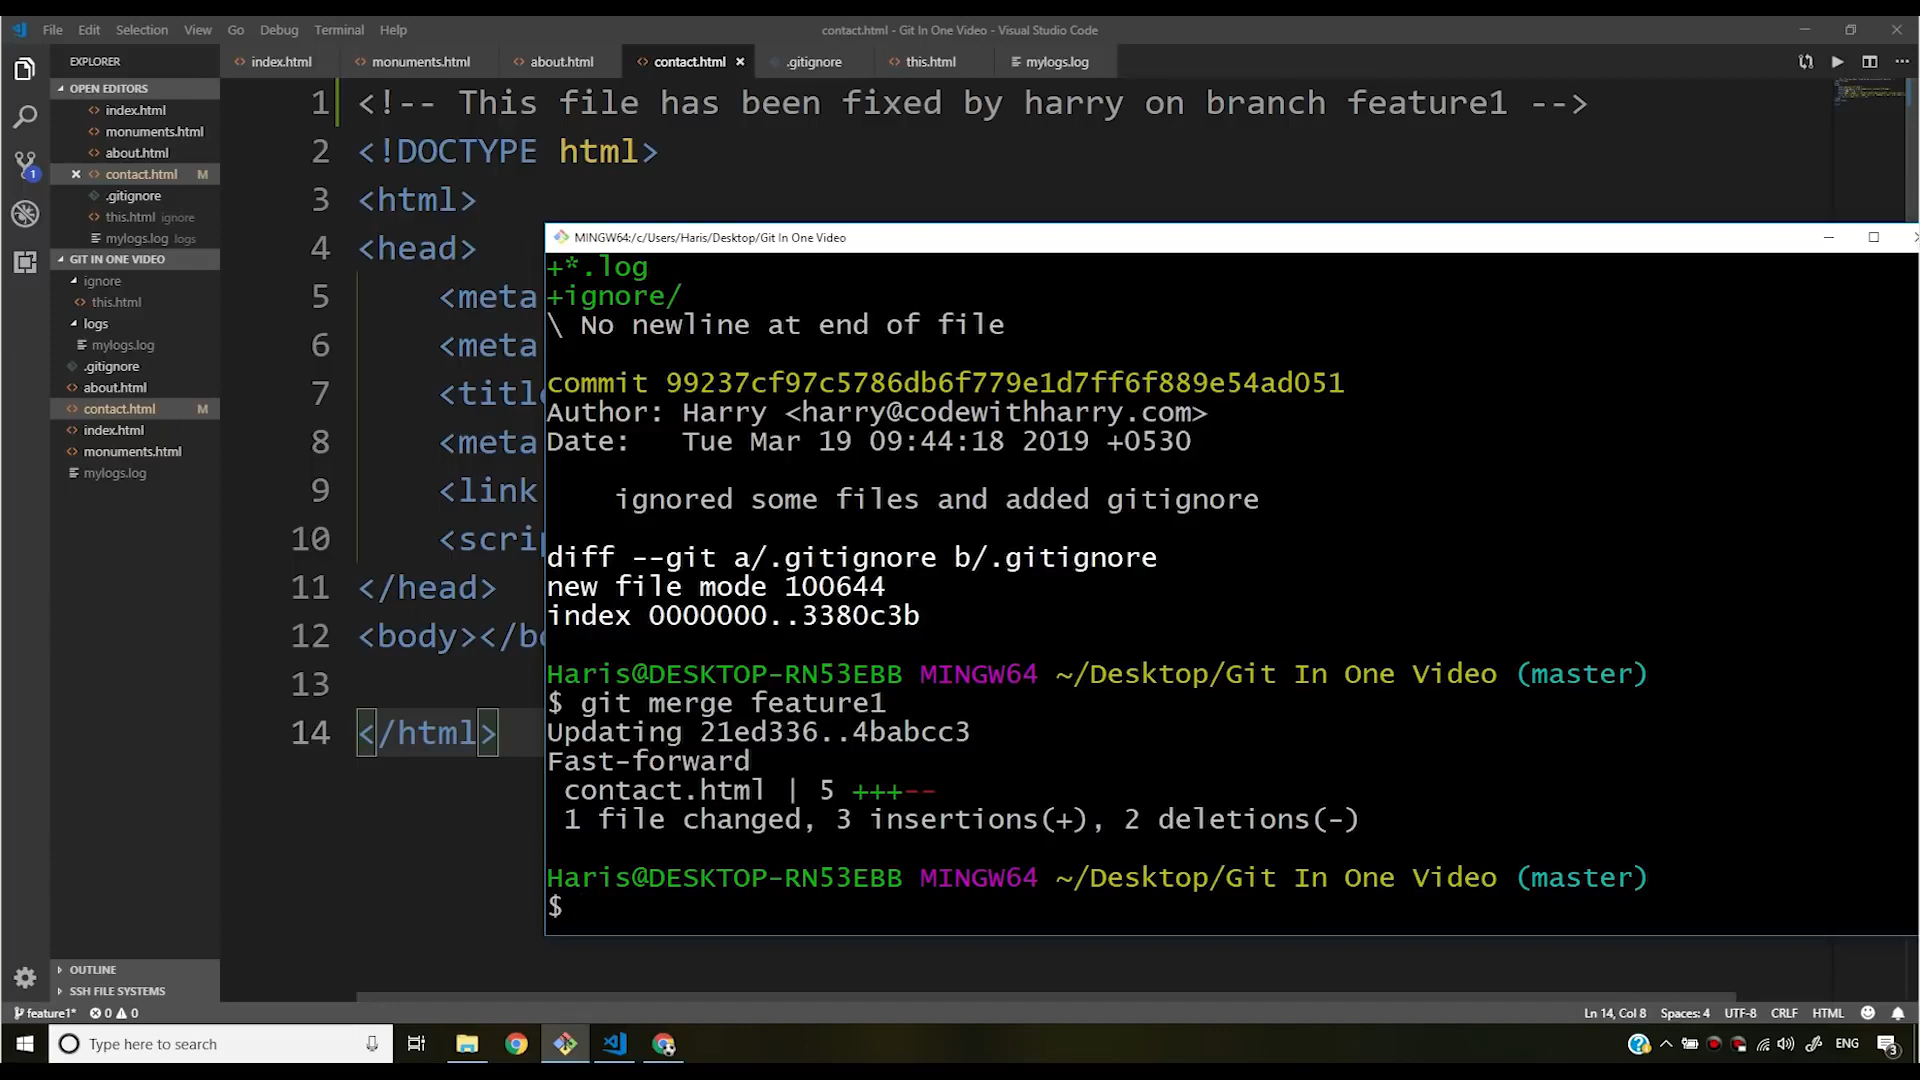 File Edit Selection View Go Debug Terminal Help
contact.html - Git In One Video - Visual Studio Code
EXPLORER
index.html
monuments.html
about.html
contact.html
.gitignore
this.html
mylogs.log
OPEN EDITORS
index.html
monuments.html
about.html
contact.html M
.gitignore
this.html ignore
mylogs.log logs
GIT IN ONE VIDEO
ignore
this.html
logs
mylogs.log
.gitignore
about.html
contact.html M
index.html
monuments.html
mylogs.log
OUTLINE
SSH FILE SYSTEMS
1
1 <!-- This file has been fixed by harry on branch feature1 -->
2 <!DOCTYPE html>
3 <html>
4 <head>
5 <meta
6 <meta
7 <titl
8 <meta
9 <link
10 <scri
11 </head>
12 <body></b
13
14 </html>
MINGW64:/c/Users/Haris/Desktop/Git In One Video
+*.log
+ignore/
\ No newline at end of file
commit 99237cf97c5786db6f779e1d7ff6f889e54ad051
Author: Harry <harry@codewithharry.com>
Date: Tue Mar 19 09:44:18 2019 +0530
ignored some files and added gitignore
diff --git a/.gitignore b/.gitignore
new file mode 100644
index 0000000..3380c3b
Haris@DESKTOP-RN53EBB MINGW64 ~/Desktop/Git In One Video (master)
$ git merge feature1
Updating 21ed336..4babcc3
Fast-forward
contact.html | 5 +++--
1 file changed, 3 insertions(+), 2 deletions(-)
Haris@DESKTOP-RN53EBB MINGW64 ~/Desktop/Git In One Video (master)
$
feature1* 0 0
Ln 14, Col 8 Spaces: 4 UTF-8 CRLF HTML
Type here to search
ENG
3